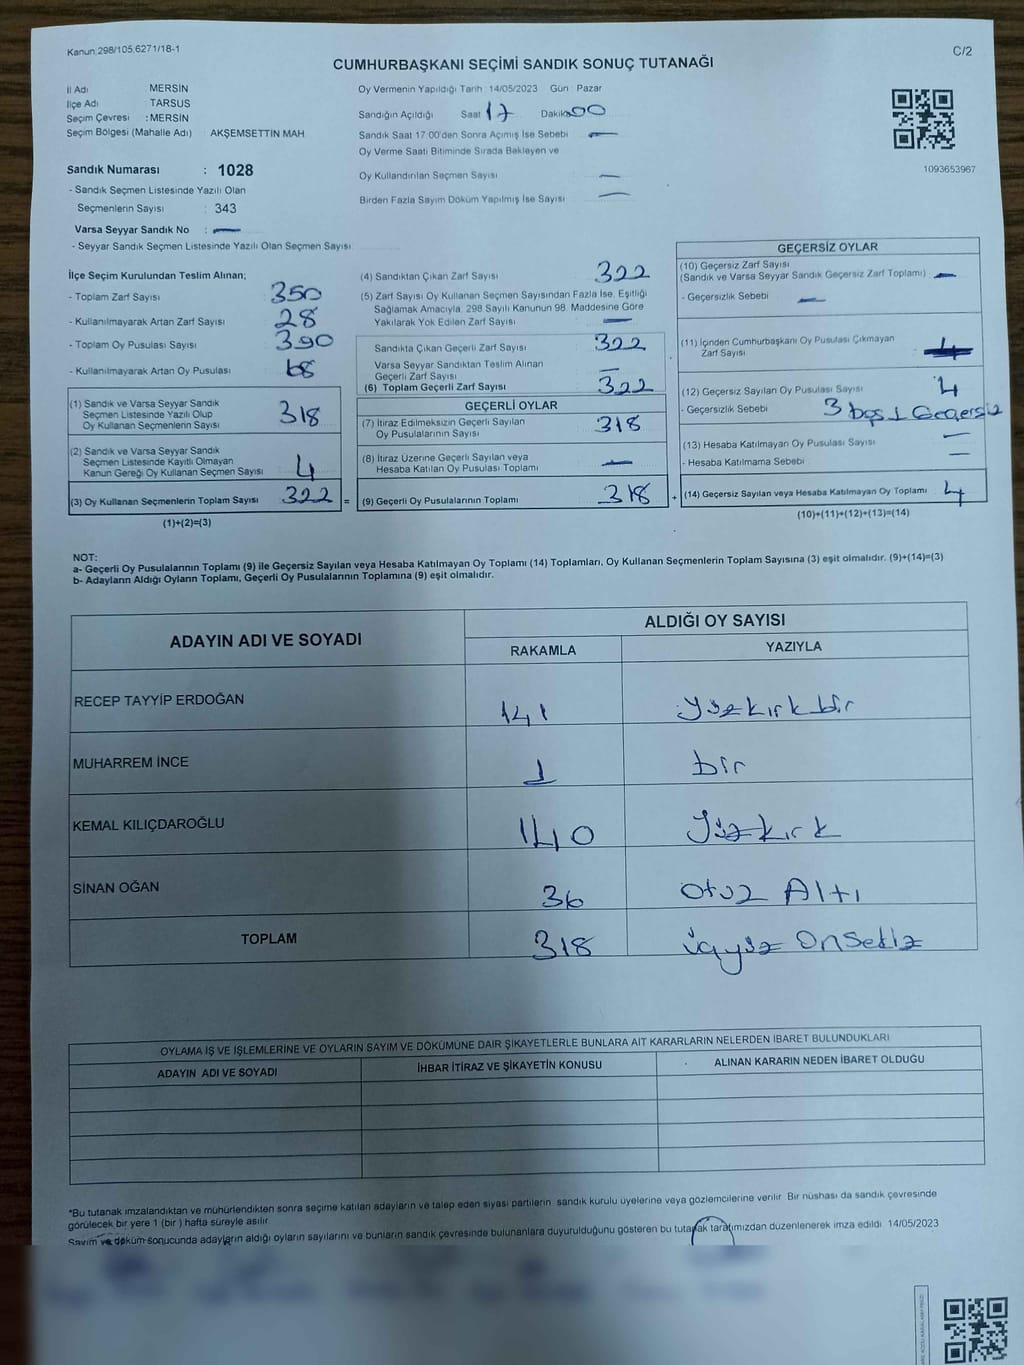 Kanun:298/105,6271/18-1
C/2
CUMHURBAŞKANI SEÇİMİ SANDIK SONUÇ TUTANAĞI
İl Adı MERSİN
İlçe Adı TARSUS
Seçim Çevresi : MERSİN
Seçim Bölgesi (Mahalle Adı) : AKŞEMSETTİN MAH
Sandık Numarası : 1028
- Sandık Seçmen Listesinde Yazılı Olan
Seçmenlerin Sayısı : 343
Varsa Seyyar Sandık No : —
- Seyyar Sandık Seçmen Listesinde Yazılı Olan Seçmen Sayısı
Oy Vermenin Yapıldığı Tarih : 14/05/2023 Gün : Pazar
Sandığın Açıldığı Saat 17 Dakika 00
Sandık Saat 17:00'den Sonra Açımış İse Sebebi —
Oy Verme Saati Bitiminde Sırada Bekleyen ve
Oy Kullandırılan Seçmen Sayısı —
Birden Fazla Sayım Döküm Yapılmış İse Sayısı —
1093653967
İlçe Seçim Kurulundan Teslim Alınan;
- Toplam Zarf Sayısı 350
- Kullanılmayarak Artan Zarf Sayısı 28
- Toplam Oy Pusulası Sayısı 390
- Kullanılmayarak Artan Oy Pusulası 68
(1) Sandık ve Varsa Seyyar Sandık
Seçmen Listesinde Yazılı Olup
Oy Kullanan Seçmenlerin Sayısı 318
(2) Sandık ve Varsa Seyyar Sandık
Seçmen Listesinde Kayıtlı Olmayan
Kanun Gereği Oy Kullanan Seçmen Sayısı 4
(3) Oy Kullanan Seçmenlerin Toplam Sayısı 322 =
(1)+(2)=(3)
(4) Sandıktan Çıkan Zarf Sayısı 322
(5) Zarf Sayısı Oy Kullanan Seçmen Sayısından Fazla İse, Eşitliği
Sağlamak Amacıyla, 298 Sayılı Kanunun 98. Maddesine Göre
Yakılarak Yok Edilen Zarf Sayısı —
Sandıkta Çıkan Geçerli Zarf Sayısı 322
Varsa Seyyar Sandıktan Teslim Alınan
Geçerli Zarf Sayısı —
(6) Toplam Geçerli Zarf Sayısı 322
GEÇERLİ OYLAR
(7) İtiraz Edilmeksizin Geçerli Sayılan
Oy Pusulalarının Sayısı 318
(8) İtiraz Üzerine Geçerli Sayılan veya
Hesaba Katılan Oy Pusulası Toplamı —
(9) Geçerli Oy Pusulalarının Toplamı 318 +
GEÇERSİZ OYLAR
(10) Geçersiz Zarf Sayısı
(Sandık ve Varsa Seyyar Sandık Geçersiz Zarf Toplamı) —
- Geçersizlik Sebebi —
(11) İçinden Cumhurbaşkanı Oy Pusulası Çıkmayan
Zarf Sayısı
(12) Geçersiz Sayılan Oy Pusulası Sayısı 4
- Geçersizlik Sebebi 3 boş 1 Geçersiz
(13) Hesaba Katılmayan Oy Pusulası Sayısı —
- Hesaba Katılmama Sebebi —
(14) Geçersiz Sayılan veya Hesaba Katılmayan Oy Toplamı 4
(10)+(11)+(12)+(13)=(14)
NOT:
a- Geçerli Oy Pusulalarının Toplamı (9) ile Geçersiz Sayılan veya Hesaba Katılmayan Oy Toplamı (14) Toplamları, Oy Kullanan Seçmenlerin Toplam Sayısına (3) eşit olmalıdır. (9)+(14)=(3)
b- Adayların Aldığı Oyların Toplamı, Geçerli Oy Pusulalarının Toplamına (9) eşit olmalıdır.
ADAYIN ADI VE SOYADI
ALDIĞI OY SAYISI
RAKAMLA YAZIYLA
RECEP TAYYİP ERDOĞAN 141 yüzkırkbir
MUHARREM İNCE 1 bir
KEMAL KILIÇDAROĞLU 140 Yüzkırk
SİNAN OĞAN 36 otuz Altı
TOPLAM 318 üçyüz Onsekiz
OYLAMA İŞ VE İŞLEMLERİNE VE OYLARIN SAYIM VE DÖKÜMÜNE DAİR ŞİKAYETLERLE BUNLARA AİT KARARLARIN NELERDEN İBARET BULUNDUKLARI
ADAYIN ADI VE SOYADI İHBAR İTİRAZ VE ŞİKAYETİN KONUSU ALINAN KARARIN NEDEN İBARET OLDUĞU
*Bu tutanak imzalandıktan ve mühürlendikten sonra seçime katılan adayların ve talep eden siyasi partilerin sandık kurulu üyelerine veya gözlemcilerine verilir. Bir nüshası da sandık çevresinde
görülecek bir yere 1 (bir ) hafta süreyle asılır.
Sayım ve döküm sonucunda adayların aldığı oyların sayılarını ve bunların sandık çevresinde bulunanlara duyurulduğunu gösteren bu tutanak tarafımızdan düzenlenerek imza edildi 14/05/2023